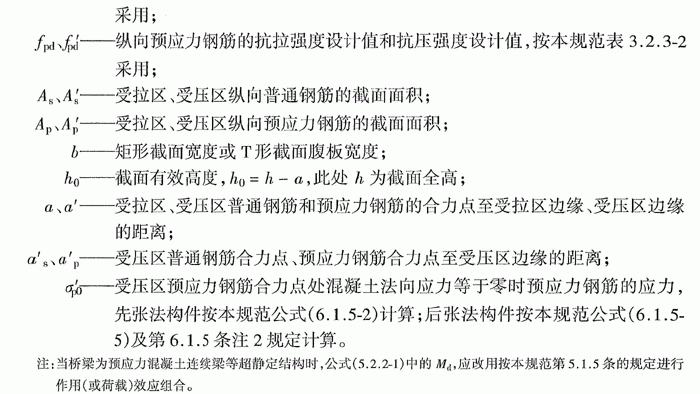 采用；
fpd、f′pd——纵向预应力钢筋的抗拉强度设计值和抗压强度设计值，按本规范表 3.2.3-2
采用；
As、A′s——受拉区、受压区纵向普通钢筋的截面面积；
Ap、A′p——受拉区、受压区纵向预应力钢筋的截面面积；
b——矩形截面宽度或 T 形截面腹板宽度；
h0——截面有效高度，h0 = h − a，此处 h 为截面全高；
a、a′——受拉区、受压区普通钢筋和预应力钢筋的合力点至受拉区边缘、受压区边缘
的距离；
a′s、a′p——受压区普通钢筋合力点、预应力钢筋合力点至受压区边缘的距离；
σ′p0——受压区预应力钢筋合力点处混凝土法向应力等于零时预应力钢筋的应力，
先张法构件按本规范公式(6.1.5-2)计算；后张法构件按本规范公式(6.1.5-
5)及第 6.1.5 条注 2 规定计算。
注：当桥梁为预应力混凝土连续梁等超静定结构时，公式(5.2.2-1)中的 Md，应改用按本规范第 5.1.5 条的规定进行
作用(或荷载)效应组合。